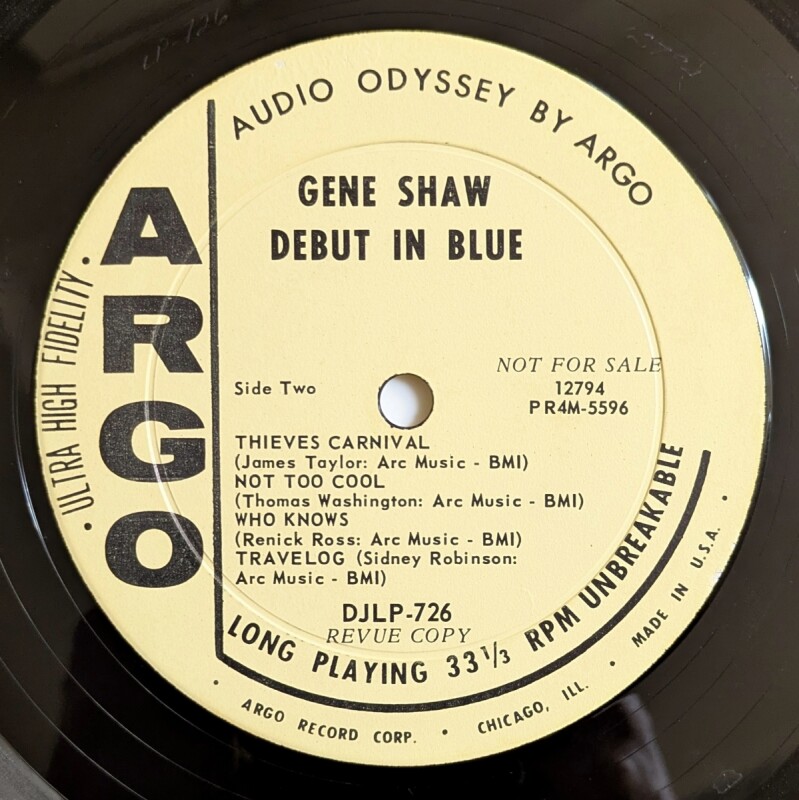 LP-726
AUDIO ODYSSEY BY ARGO
GENE SHAW
DEBUT IN BLUE
ARGO
• ULTRA HIGH FIDELITY •
NOT FOR SALE
Side Two
12794
PR4M-5596
THIEVES CARNIVAL
(James Taylor: Arc Music - BMI)
NOT TOO COOL
(Thomas Washington: Arc Music - BMI)
WHO KNOWS
(Renick Ross: Arc Music - BMI)
TRAVELOG (Sidney Robinson:
Arc Music - BMI)
DJLP-726
REVUE COPY
LONG PLAYING 33 1/3 RPM UNBREAKABLE
• ARGO RECORD CORP. • CHICAGO, ILL. • MADE IN U.S.A. •